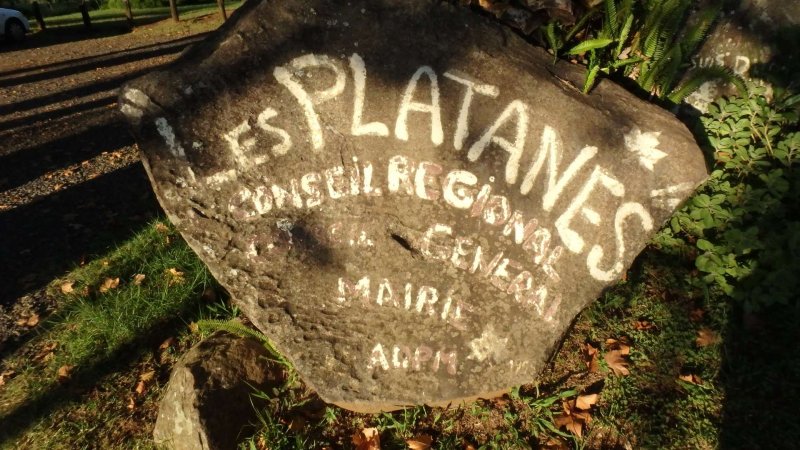 Les PLATANES
CONSEIL REGIONAL
GENERAL
MAIRIE